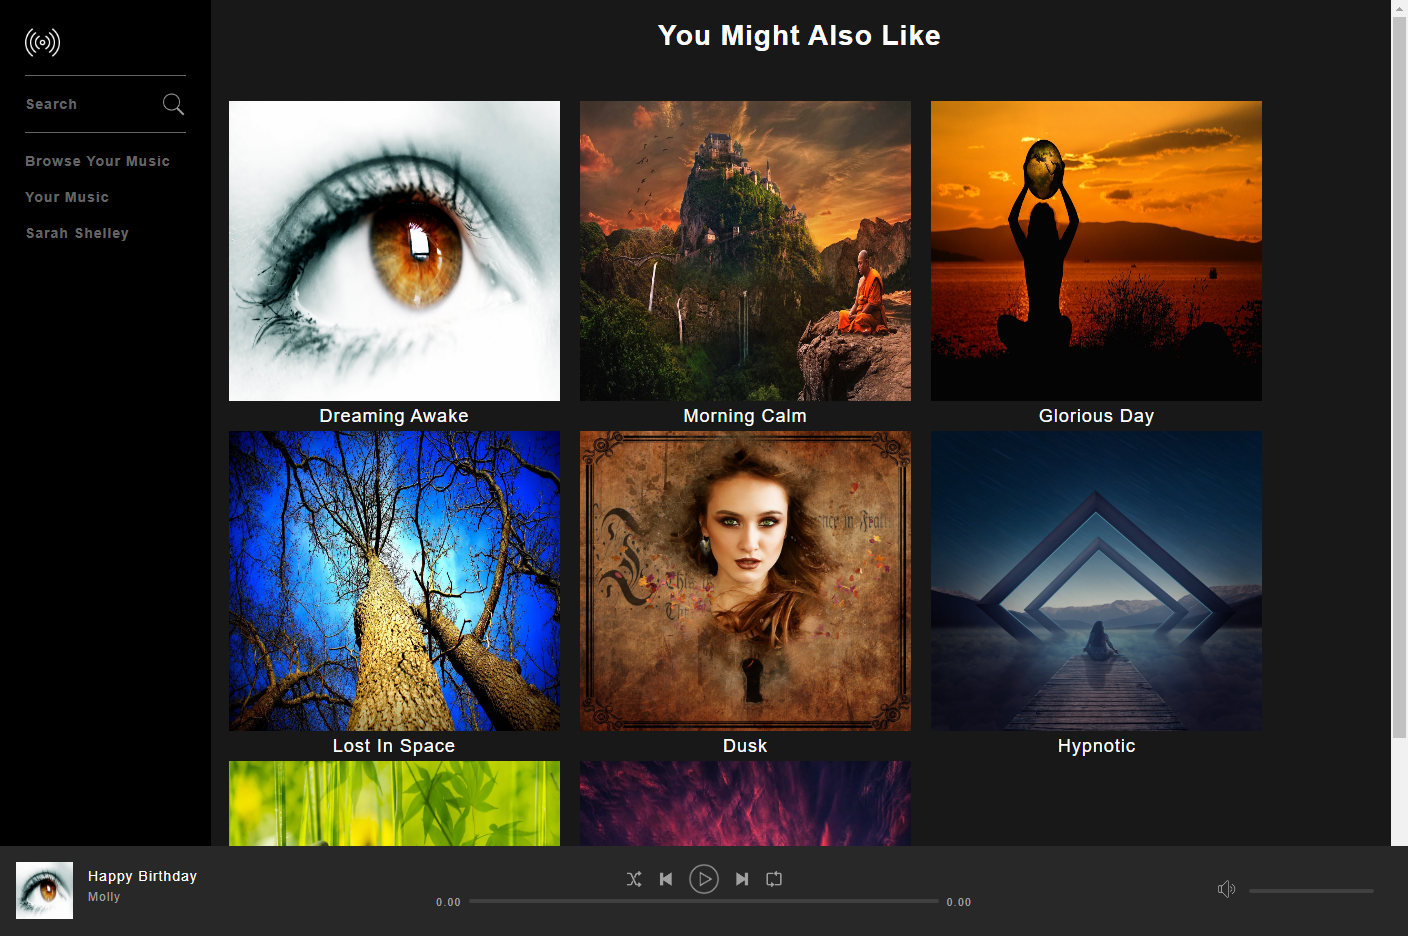 You Might Also Like
Search
Browse Your Music
Your Music
Sarah Shelley
Dreaming Awake
Morning Calm
Glorious Day
Lost In Space
Dusk
Hypnotic
Happy Birthday
Molly
0.00
0.00